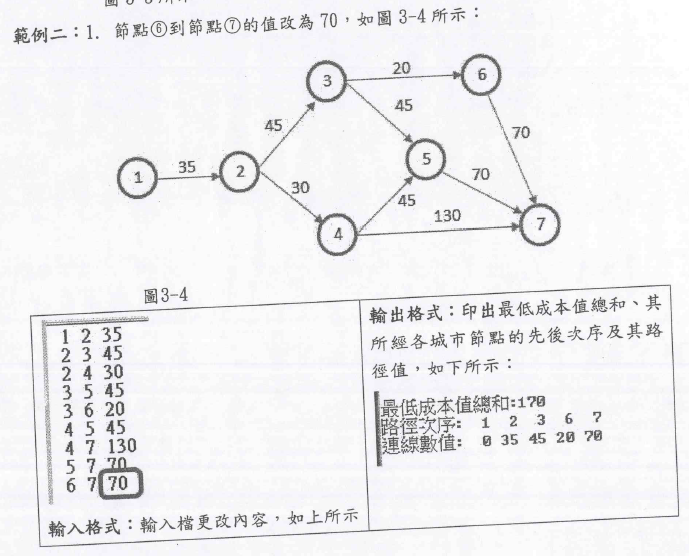 範例二：1. 節點⑥到節點⑦的值改為 70，如圖 3-4 所示：
20
3
6
45
45
70
35
1
2
5
30
70
45
130
4
7
圖3-4
1 2 35
2 3 45
2 4 30
3 5 45
3 6 20
4 5 45
4 7 130
5 7 70
6 7 70
輸入格式：輸入檔更改內容，如上所示
輸出格式：印出最低成本值總和、其
所經各城市節點的先後次序及其路
徑值，如下所示：
最低成本值總和:170
路徑次序: 1 2 3 6 7
連線數值: 0 35 45 20 70